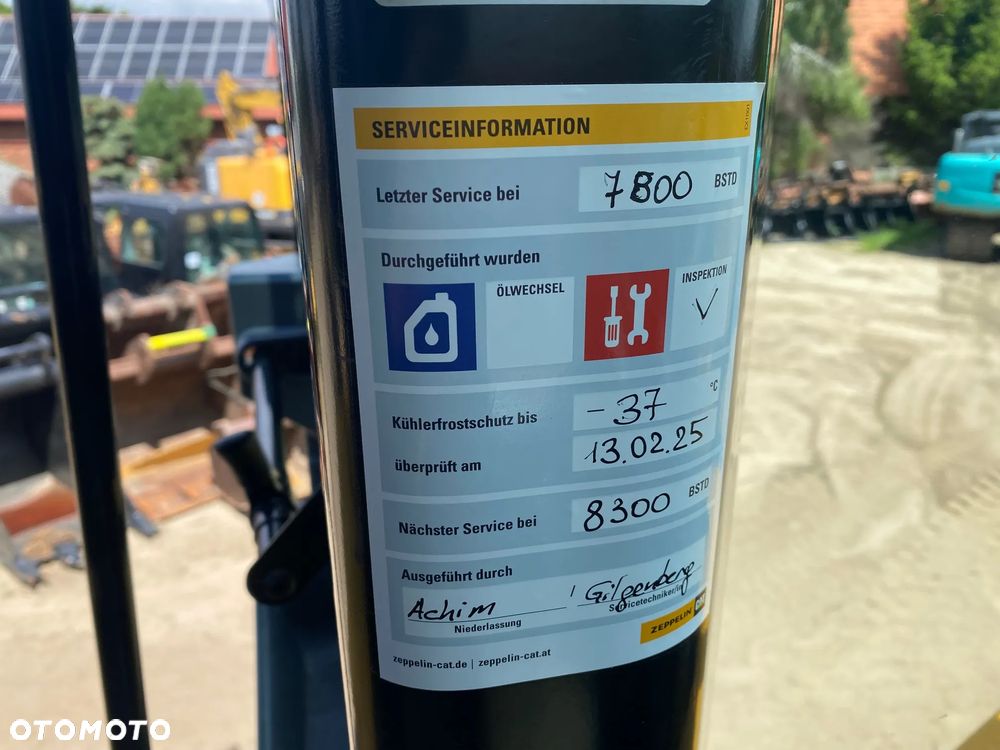 SERVICEINFORMATION
Letzter Service bei 7800 BSTD
Durchgeführt wurden
ÖLWECHSEL
INSPEKTION
Kühlerfrostschutz bis -37 °C
überprüft am 13.02.25
Nächster Service bei 8300 BSTD
Ausgeführt durch
Achim / Gilgenberg
Niederlassung Servicetechniker/in
ZEPPELIN CAT
zeppelin-cat.de | zeppelin-cat.at
OTOMOTO